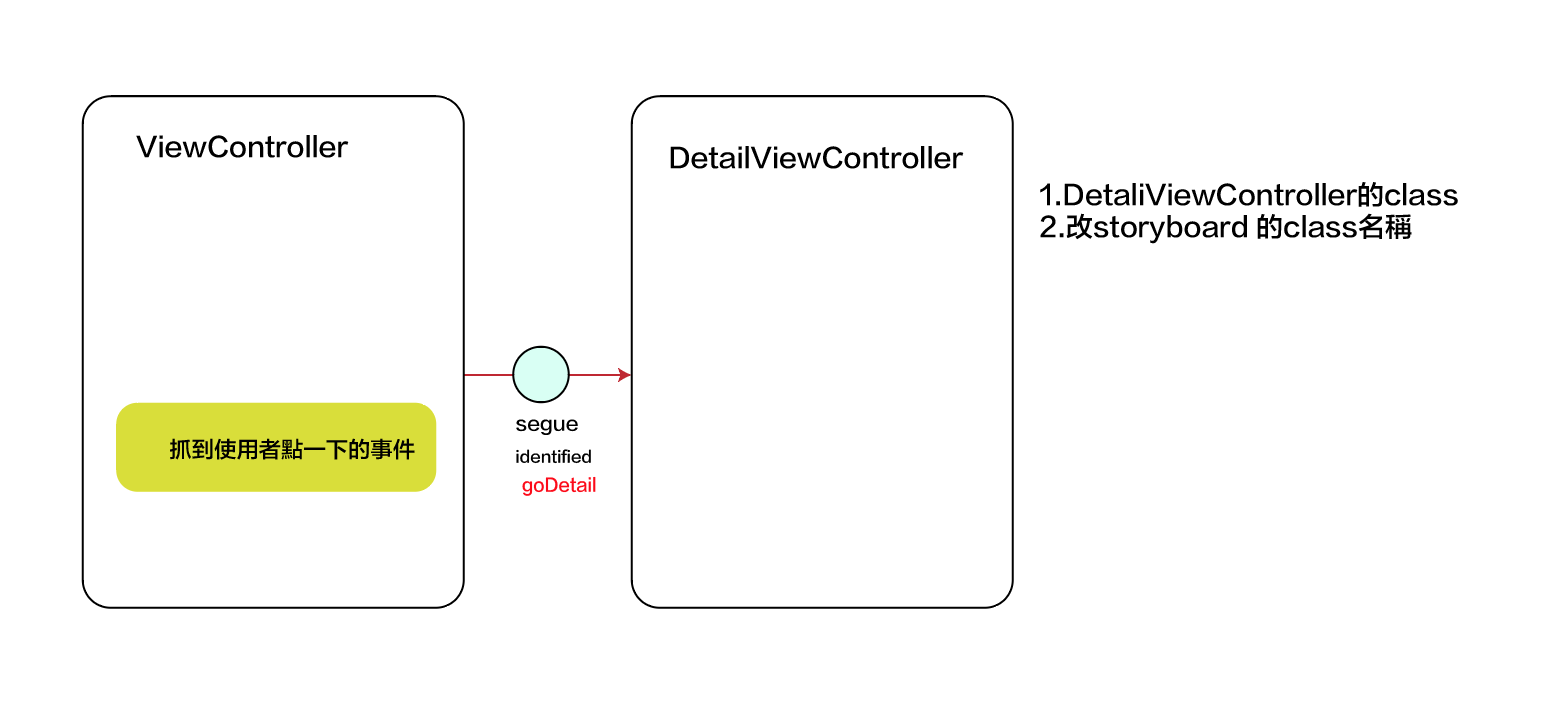 ViewController
抓到使用者點一下的事件
segue
identified
goDetail
DetailViewController
1.DetaliViewController的class
2.改storyboard 的class名稱